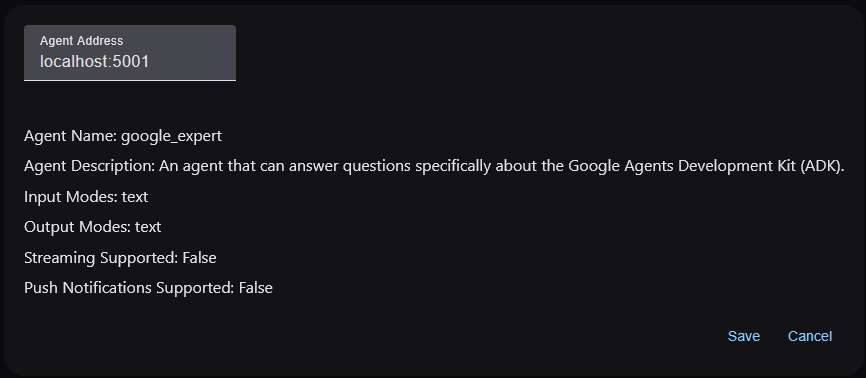 Agent Address
localhost:5001
Agent Name: google_expert
Agent Description: An agent that can answer questions specifically about the Google Agents Development Kit (ADK).
Input Modes: text
Output Modes: text
Streaming Supported: False
Push Notifications Supported: False
Save Cancel